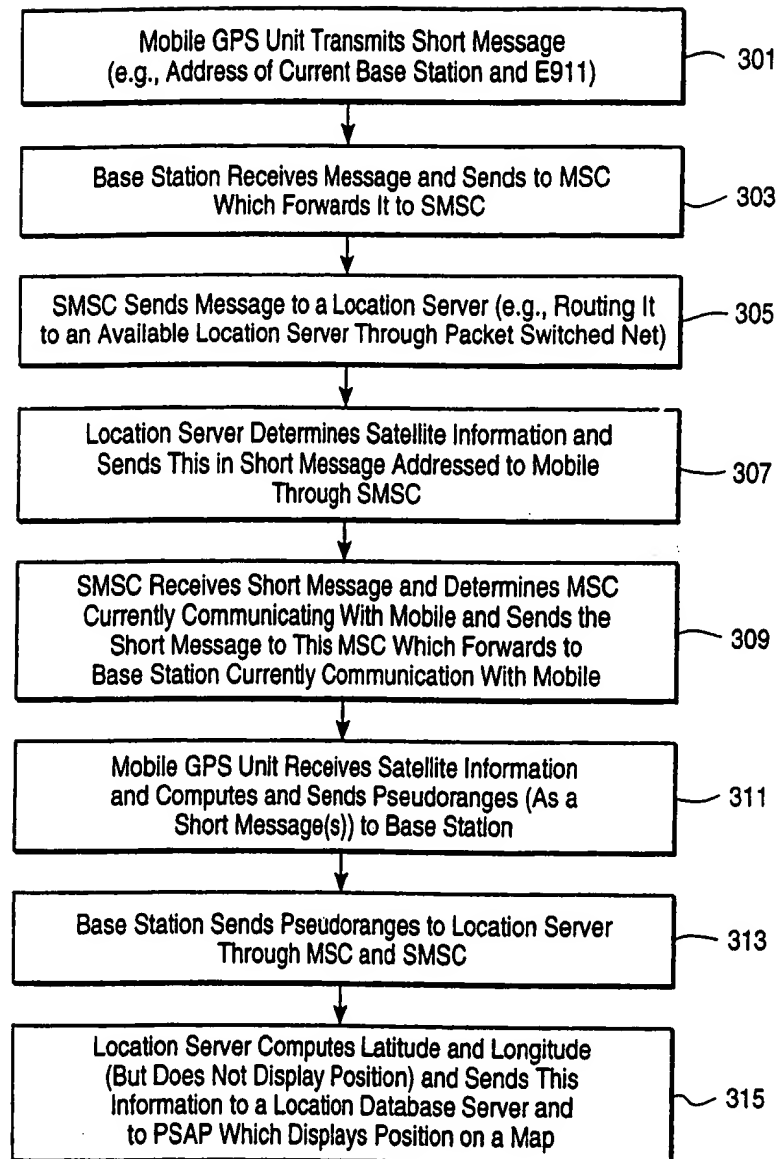 Mobile GPS Unit Transmits Short Message
(e.g., Address of Current Base Station and E911)
301
Base Station Receives Message and Sends to MSC
Which Forwards It to SMSC
303
SMSC Sends Message to a Location Server (e.g., Routing It
to an Available Location Server Through Packet Switched Net)
305
Location Server Determines Satellite Information and
Sends This in Short Message Addressed to Mobile
Through SMSC
307
SMSC Receives Short Message and Determines MSC
Currently Communicating With Mobile and Sends the
Short Message to This MSC Which Forwards to
Base Station Currently Communication With Mobile
309
Mobile GPS Unit Receives Satellite Information
and Computes and Sends Pseudoranges (As a
Short Message(s)) to Base Station
311
Base Station Sends Pseudoranges to Location Server
Through MSC and SMSC
313
Location Server Computes Latitude and Longitude
(But Does Not Display Position) and Sends This
Information to a Location Database Server and
to PSAP Which Displays Position on a Map
315